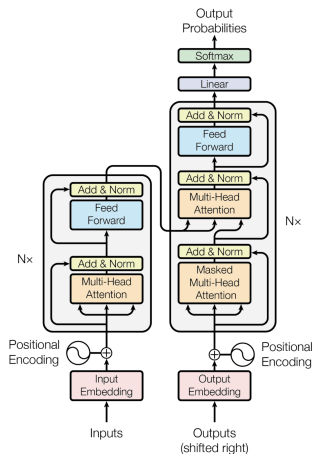 Output
Probabilities
Softmax
Linear
Add & Norm
Feed
Forward
Add & Norm
Multi-Head
Attention
Add & Norm
Masked
Multi-Head
Attention
N×
Positional
Encoding
Output
Embedding
Outputs
(shifted right)
Add & Norm
Feed
Forward
Add & Norm
Multi-Head
Attention
N×
Positional
Encoding
Input
Embedding
Inputs